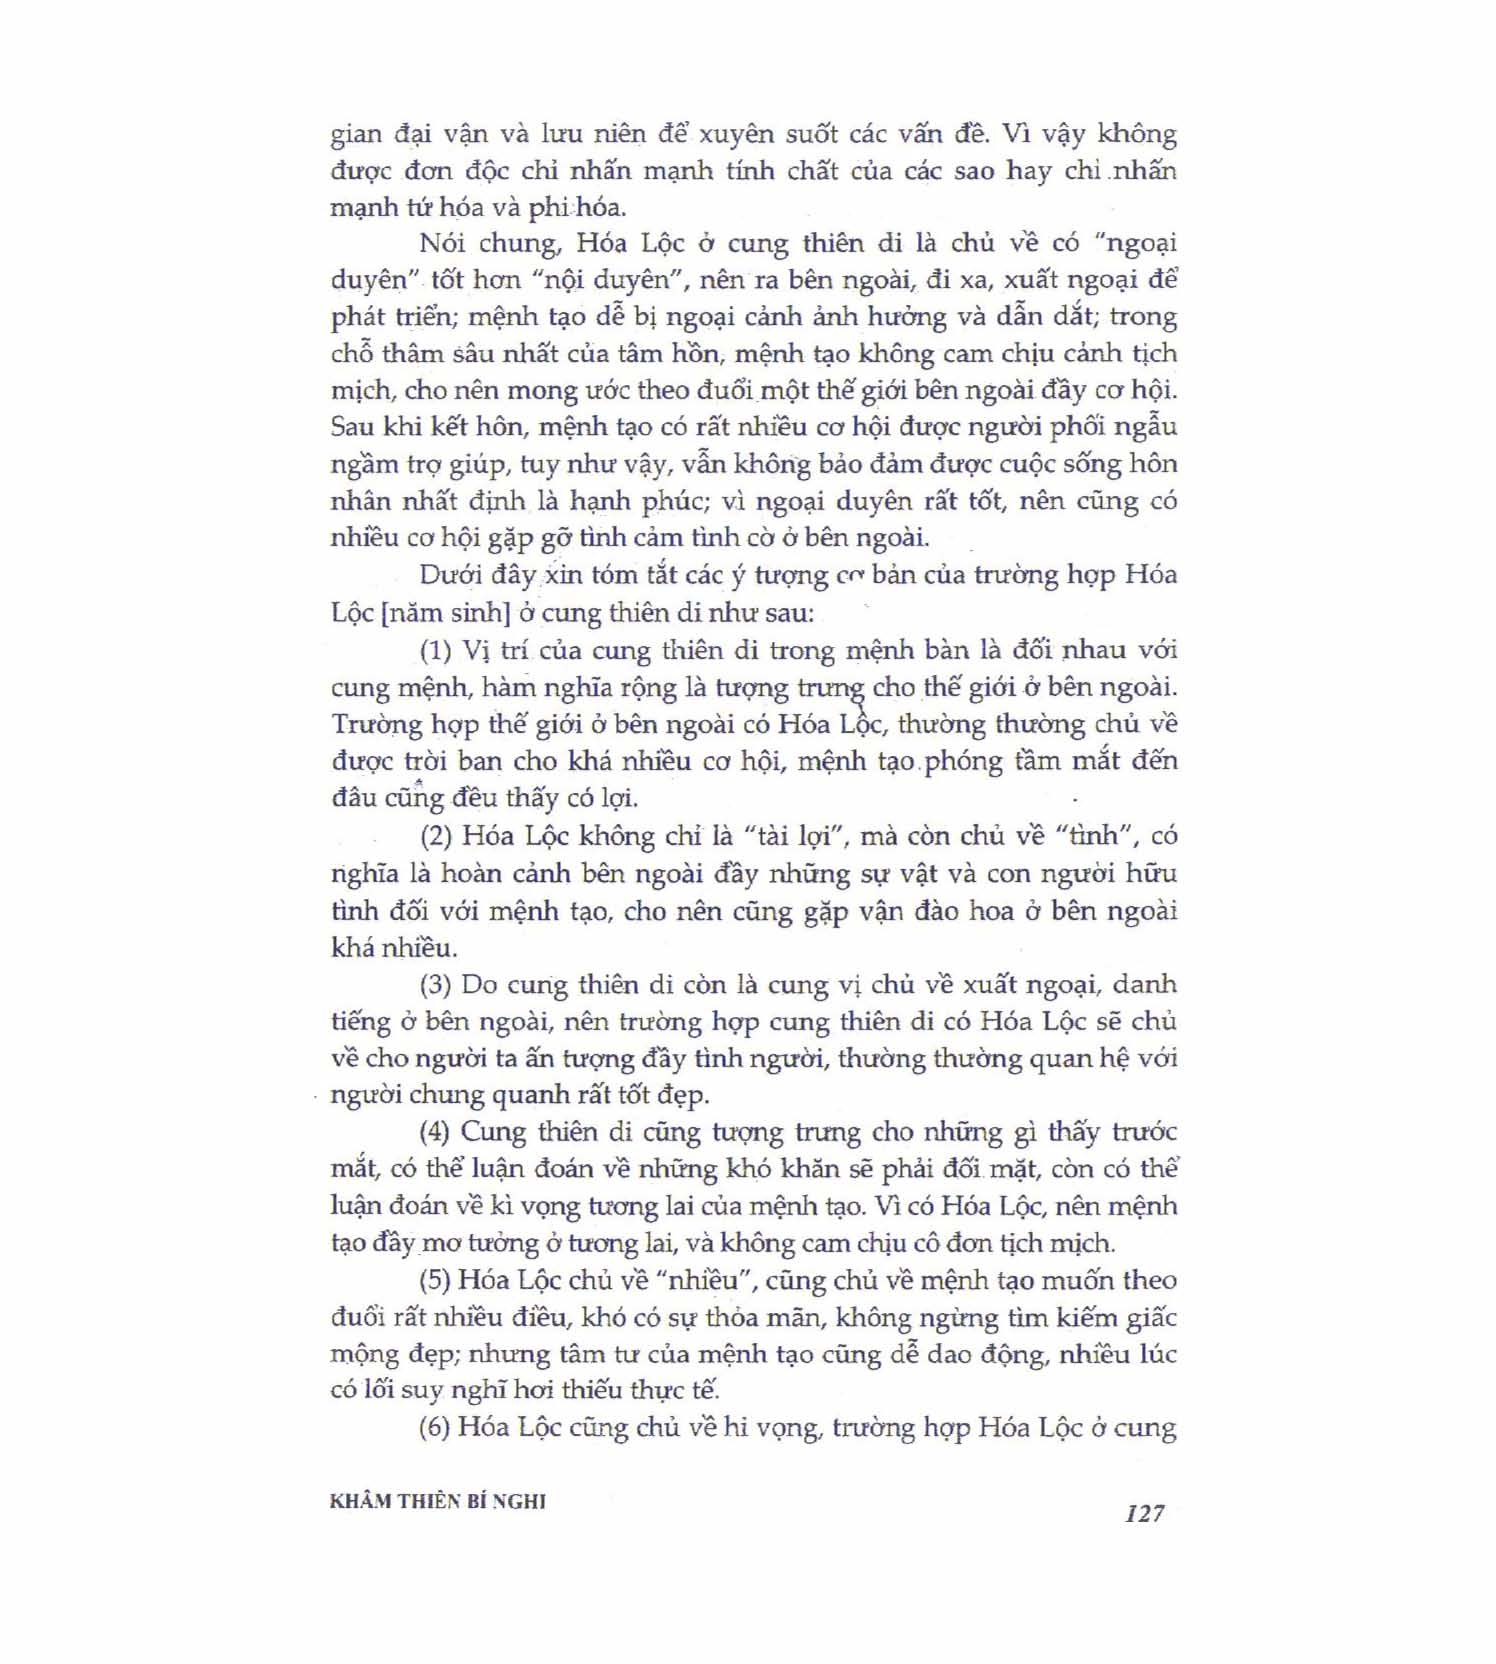 gian đại vận và lưu niên để xuyên suốt các vấn đề. Vì vậy không
được đơn độc chỉ nhấn mạnh tính chất của các sao hay chỉ nhấn
mạnh tứ hóa và phi hóa.
Nói chung, Hóa Lộc ở cung thiên di là chủ về có "ngoại
duyên" tốt hơn "nội duyên", nên ra bên ngoài, đi xa, xuất ngoại để
phát triển; mệnh tạo dễ bị ngoại cảnh ảnh hưởng và dẫn dắt; trong
chỗ thâm sâu nhất của tâm hồn, mệnh tạo không cam chịu cảnh tịch
mịch, cho nên mong ước theo đuổi một thế giới bên ngoài đầy cơ hội.
Sau khi kết hôn, mệnh tạo có rất nhiều cơ hội được người phối ngẫu
ngầm trợ giúp, tuy như vậy, vẫn không bảo đảm được cuộc sống hôn
nhân nhất định là hạnh phúc; vì ngoại duyên rất tốt, nên cũng có
nhiều cơ hội gặp gỡ tình cảm tình cờ ở bên ngoài.
Dưới đây xin tóm tắt các ý tượng cơ bản của trường hợp Hóa
Lộc [năm sinh] ở cung thiên di như sau:
(1) Vị trí của cung thiên di trong mệnh bàn là đối nhau với
cung mệnh, hàm nghĩa rộng là tượng trưng cho thế giới ở bên ngoài.
Trường hợp thế giới ở bên ngoài có Hóa Lộc, thường thường chủ về
được trời ban cho khá nhiều cơ hội, mệnh tạo phóng tầm mắt đến
đâu cũng đều thấy có lợi.
(2) Hóa Lộc không chỉ là "tài lợi", mà còn chủ về "tình", có
nghĩa là hoàn cảnh bên ngoài đầy những sự vật và con người hữu
tình đối với mệnh tạo, cho nên cũng gặp vận đào hoa ở bên ngoài
khá nhiều.
(3) Do cung thiên di còn là cung vị chủ về xuất ngoại, danh
tiếng ở bên ngoài, nên trường hợp cung thiên di có Hóa Lộc sẽ chủ
về cho người ta ấn tượng đầy tình người, thường thường quan hệ với
người chung quanh rất tốt đẹp.
(4) Cung thiên di cũng tượng trưng cho những gì thấy trước
mắt, có thể luận đoán về những khó khăn sẽ phải đối mặt, còn có thể
luận đoán về kì vọng tương lai của mệnh tạo. Vì có Hóa Lộc, nên mệnh
tạo đầy mơ tưởng ở tương lai, và không cam chịu cô đơn tịch mịch.
(5) Hóa Lộc chủ về "nhiều", cũng chủ về mệnh tạo muốn theo
đuổi rất nhiều điều, khó có sự thỏa mãn, không ngừng tìm kiếm giấc
mộng đẹp; nhưng tâm tư của mệnh tạo cũng dễ dao động, nhiều lúc
có lối suy nghĩ hơi thiếu thực tế.
(6) Hóa Lộc cũng chủ về hi vọng, trường hợp Hóa Lộc ở cung
KHÂM THIÊN BÍ NGHI
127